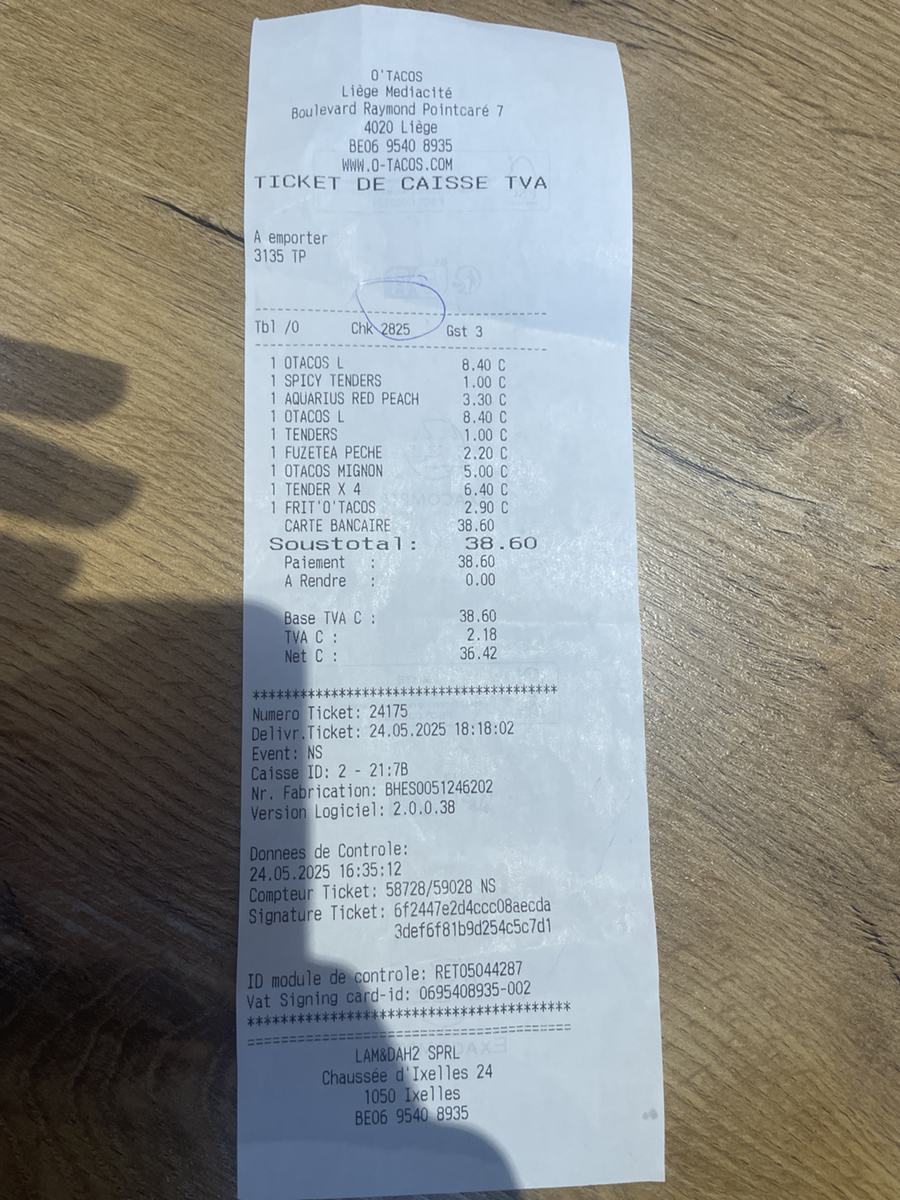 O'TACOS
Liège Mediacité
Boulevard Raymond Pointcaré 7
4020 Liège
BE06 9540 8935
WWW.O-TACOS.COM
TICKET DE CAISSE TVA
A emporter
3135 TP
Tbl /0 Chk 2825 Gst 3
1 OTACOS L 8.40 C
1 SPICY TENDERS 1.00 C
1 AQUARIUS RED PEACH 3.30 C
1 OTACOS L 8.40 C
1 TENDERS 1.00 C
1 FUZETEA PECHE 2.20 C
1 OTACOS MIGNON 5.00 C
1 TENDER X 4 6.40 C
1 FRIT'O'TACOS 2.90 C
CARTE BANCAIRE 38.60
Soustotal: 38.60
Paiement : 38.60
A Rendre : 0.00
Base TVA C : 38.60
TVA C : 2.18
Net C : 36.42
***************************************
Numero Ticket: 24175
Delivr.Ticket: 24.05.2025 18:18:02
Event: NS
Caisse ID: 2 - 21:7B
Nr. Fabrication: BHES0051246202
Version Logiciel: 2.0.0.38
Donnees de Controle:
24.05.2025 16:35:12
Compteur Ticket: 58728/59028 NS
Signature Ticket: 6f2447e2d4ccc08aecda
3def6f81b9d254c5c7d1
ID module de controle: RET05044287
Vat Signing card-id: 0695408935-002
***************************************
=======================================
LAM&DAH2 SPRL
Chaussée d'Ixelles 24
1050 Ixelles
BE06 9540 8935